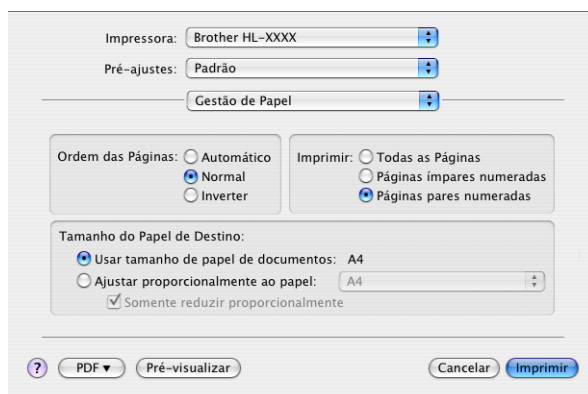 Impressora: Brother HL-XXXX
Pré-ajustes: Padrão
Gestão de Papel
Ordem das Páginas: Automático
Normal
Inverter
Imprimir: Todas as Páginas
Páginas ímpares numeradas
Páginas pares numeradas
Tamanho do Papel de Destino:
Usar tamanho de papel de documentos: A4
Ajustar proporcionalmente ao papel: A4
Somente reduzir proporcionalmente
? PDF▼ Pré-visualizar Cancelar Imprimir